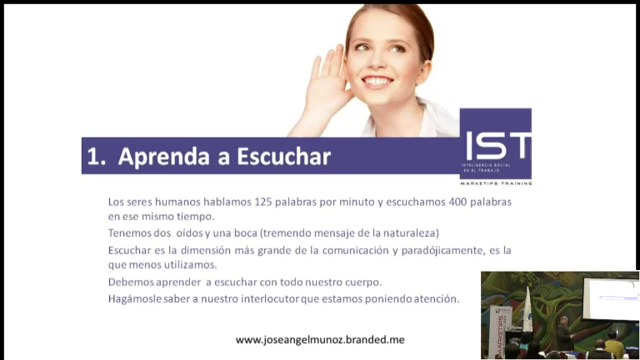 IST
INTELIGENCIA SOCIAL
EN EL TRABAJO
MARKETIPS TRAINING
1. Aprenda a Escuchar
Los seres humanos hablamos 125 palabras por minuto y escuchamos 400 palabras
en ese mismo tiempo.
Tenemos dos oídos y una boca (tremendo mensaje de la naturaleza)
Escuchar es la dimensión más grande de la comunicación y paradójicamente, es la
que menos utilizamos.
Debemos aprender a escuchar con todo nuestro cuerpo.
Hagámosle saber a nuestro interlocutor que estamos poniendo atención.
www.joseangelmunoz.branded.me